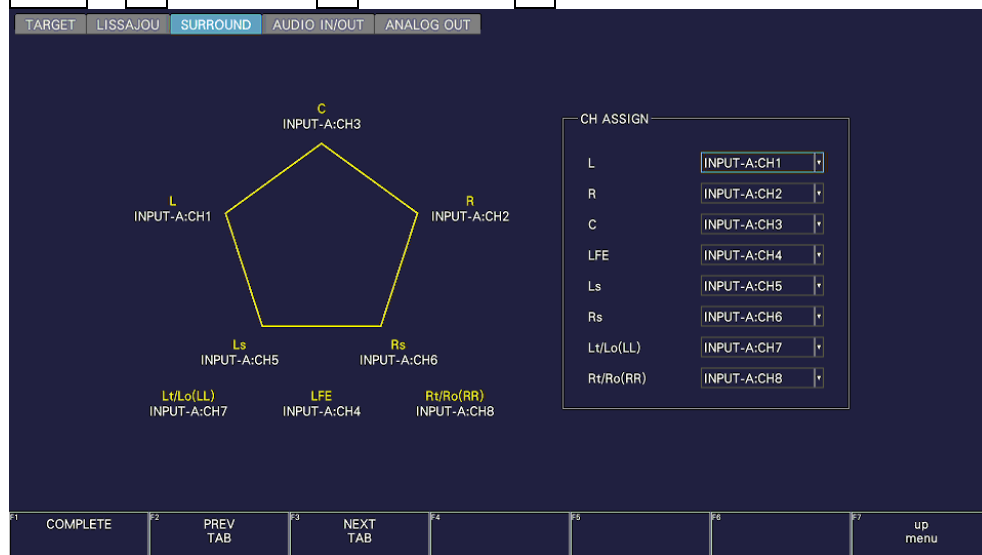 TARGET LISSAJOU SURROUND AUDIO IN/OUT ANALOG OUT
C
INPUT-A:CH3
L
INPUT-A:CH1
R
INPUT-A:CH2
Ls
INPUT-A:CH5
Rs
INPUT-A:CH6
Lt/Lo(LL)
INPUT-A:CH7
LFE
INPUT-A:CH4
Rt/Ro(RR)
INPUT-A:CH8
CH ASSIGN
L INPUT-A:CH1
R INPUT-A:CH2
C INPUT-A:CH3
LFE INPUT-A:CH4
Ls INPUT-A:CH5
Rs INPUT-A:CH6
Lt/Lo(LL) INPUT-A:CH7
Rt/Ro(RR) INPUT-A:CH8
F1 COMPLETE
F2 PREV
TAB
F3 NEXT
TAB
F4
F5
F6
F7 up
menu